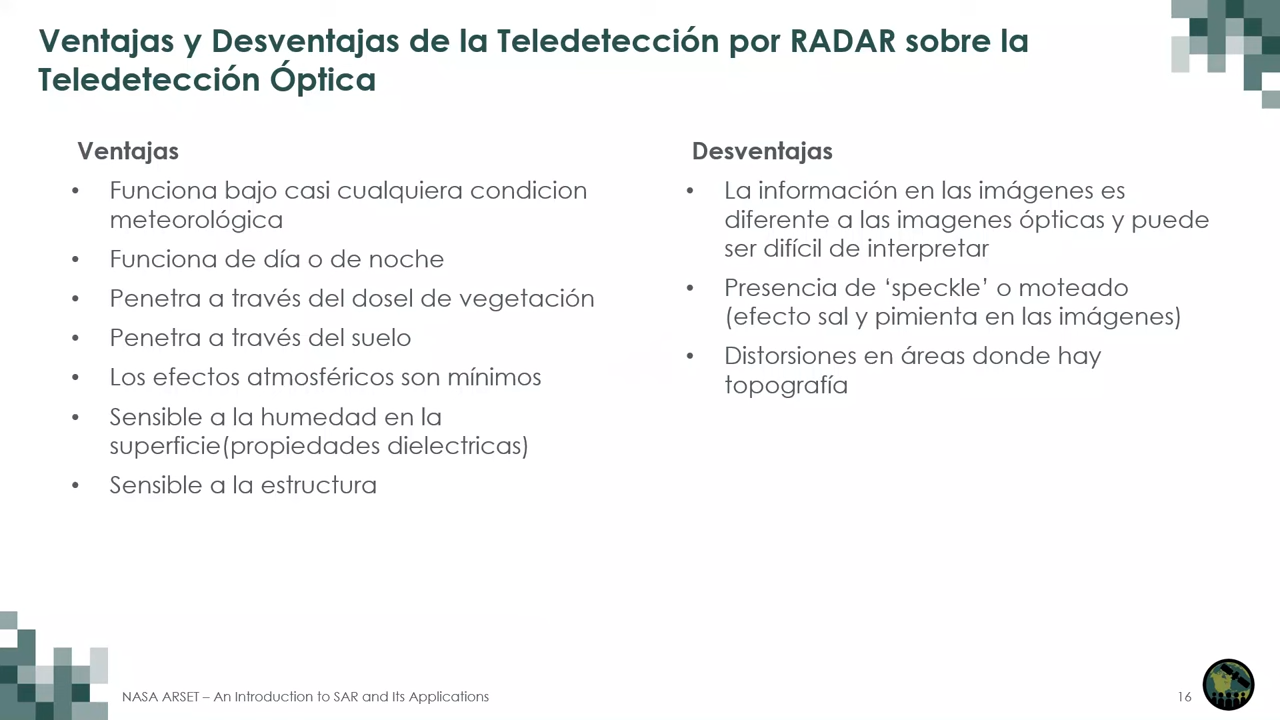 Ventajas y Desventajas de la Teledetección por RADAR sobre la
Teledetección Óptica
Ventajas
• Funciona bajo casi cualquiera condicion
meteorológica
• Funciona de día o de noche
• Penetra a través del dosel de vegetación
• Penetra a través del suelo
• Los efectos atmosféricos son mínimos
• Sensible a la humedad en la
superficie(propiedades dielectricas)
• Sensible a la estructura
Desventajas
• La información en las imágenes es
diferente a las imagenes ópticas y puede
ser difícil de interpretar
• Presencia de ‘speckle’ o moteado
(efecto sal y pimienta en las imágenes)
• Distorsiones en áreas donde hay
topografía
NASA ARSET – An Introduction to SAR and Its Applications
16